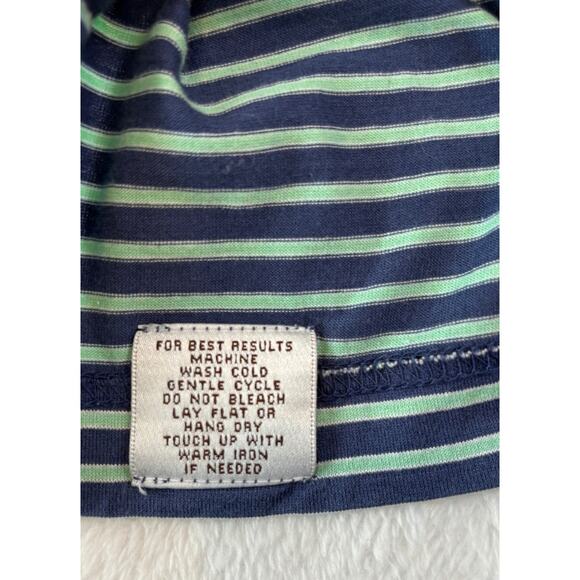 FOR BEST RESULTS
MACHINE
WASH COLD
GENTLE CYCLE
DO NOT BLEACH
LAY FLAT OR
HANG DRY
TOUCH UP WITH
WARM IRON
IF NEEDED